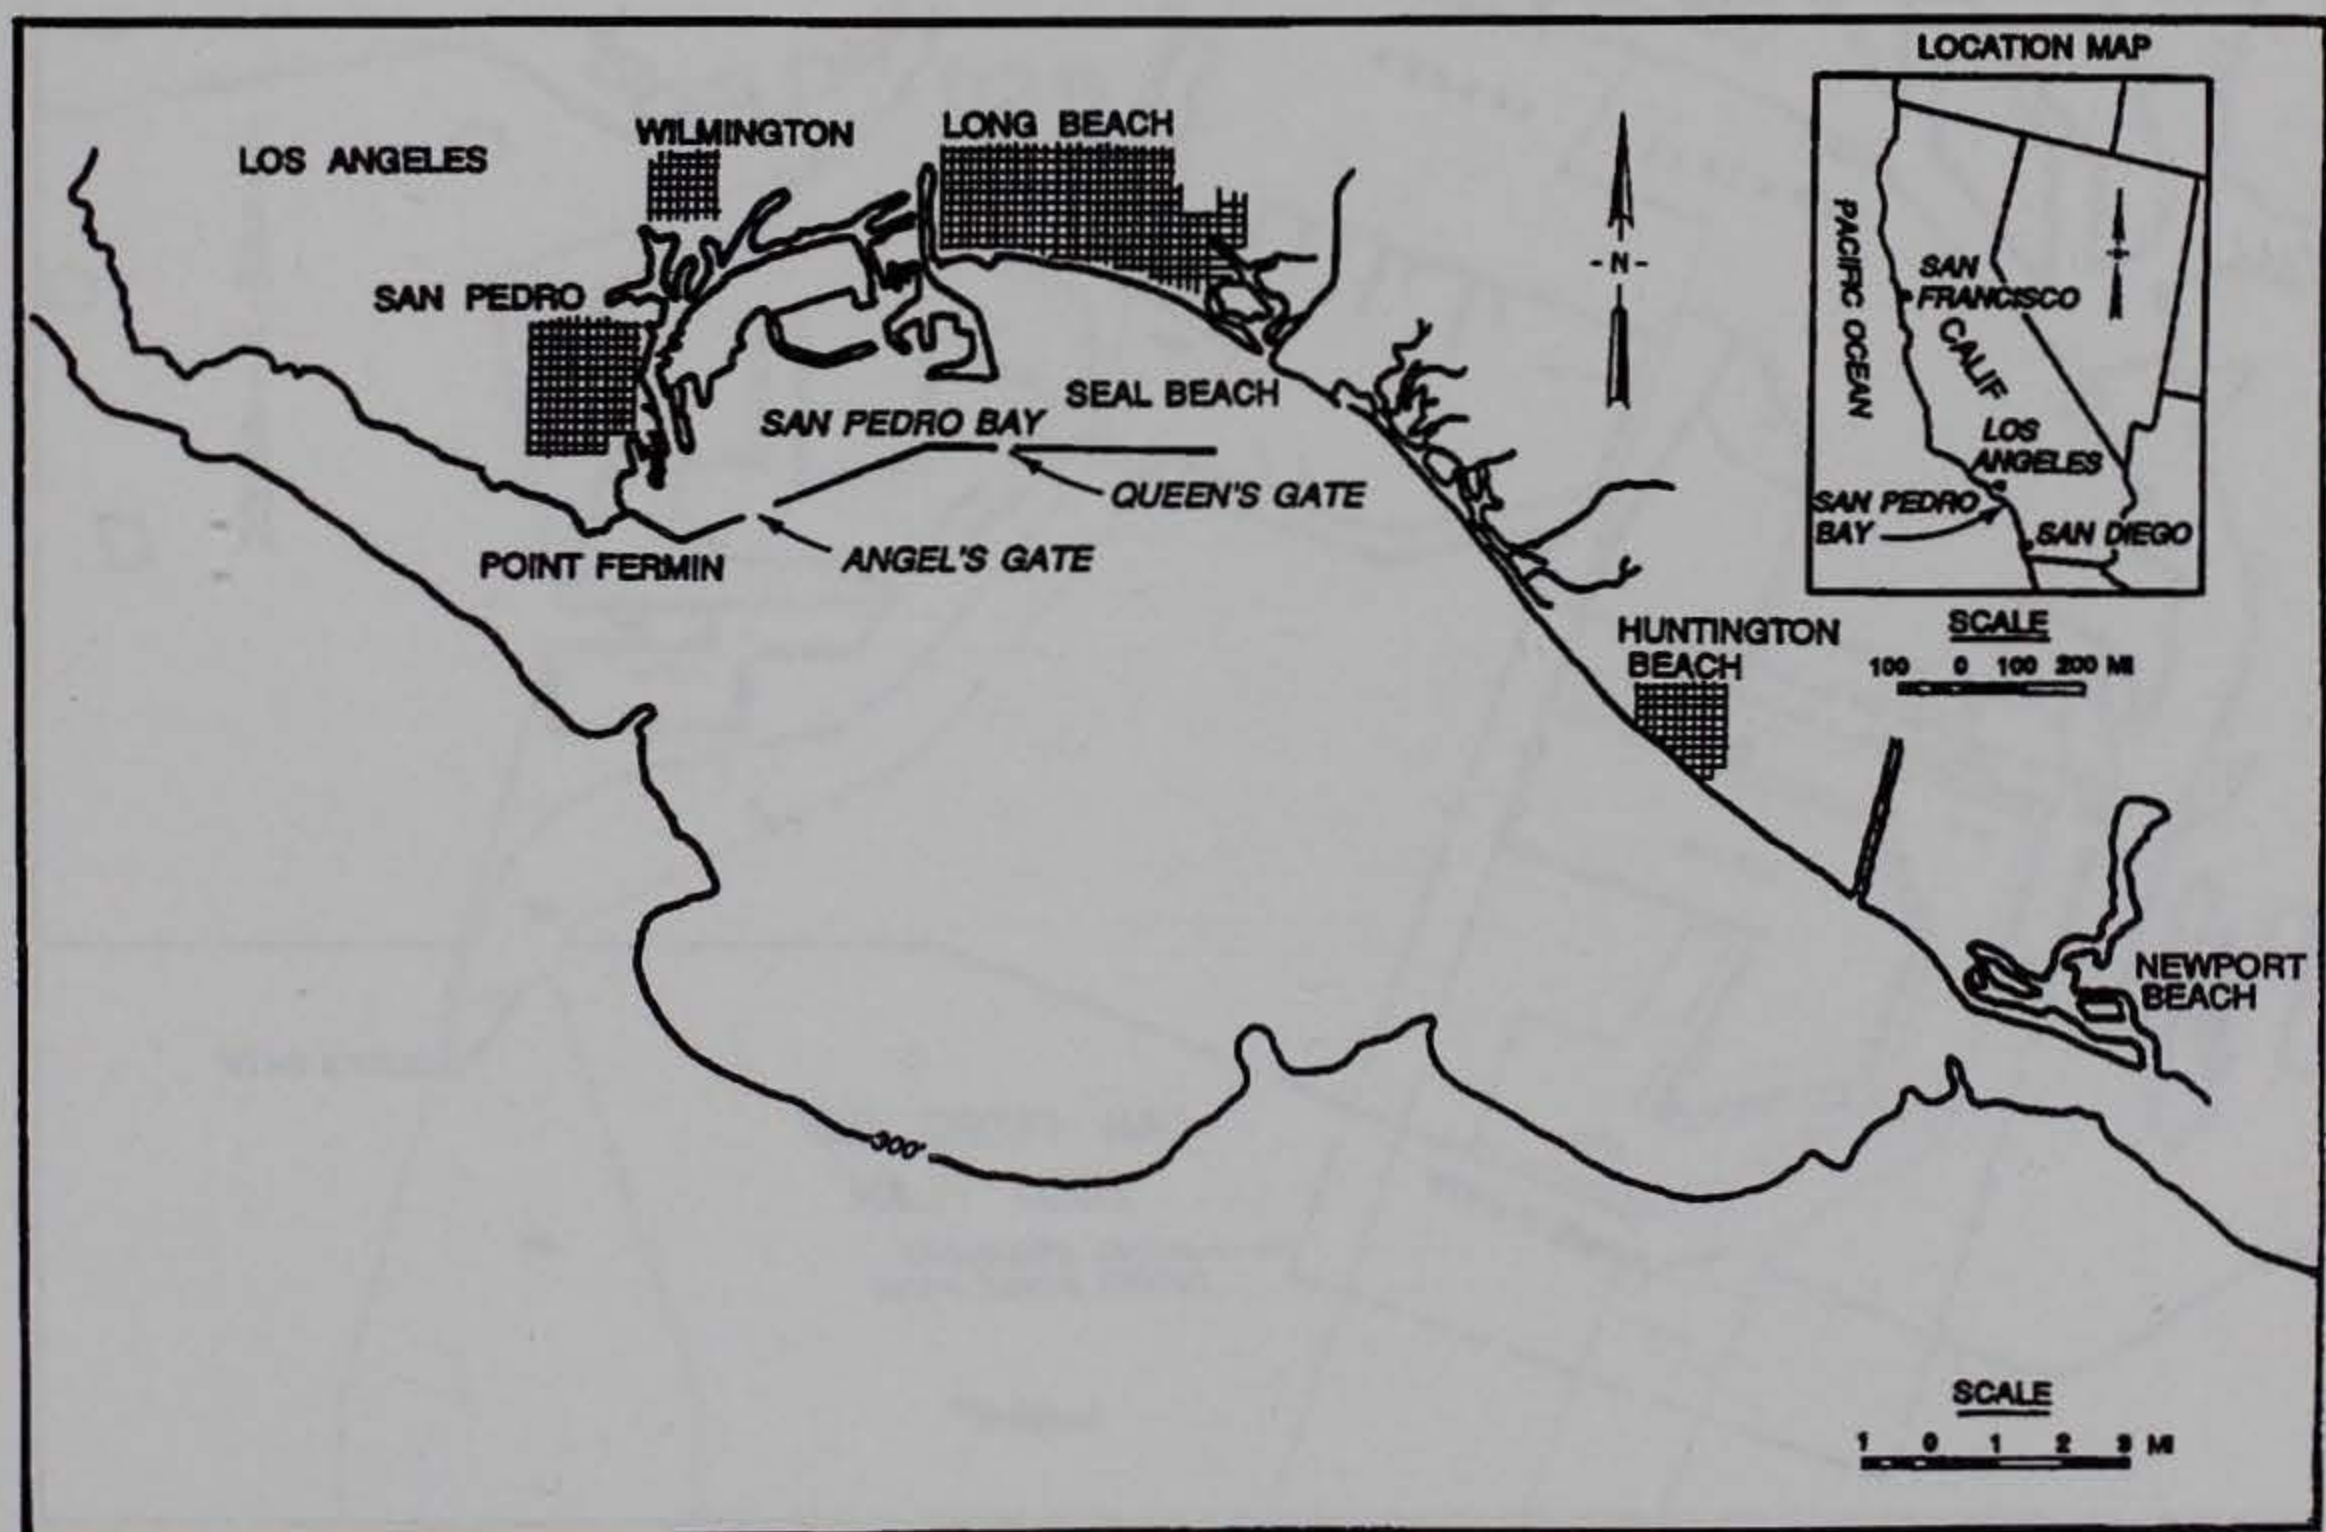 LOCATION MAP
WILMINGTON
LONG BEACH
LOS ANGELES
SAN PEDRO
- N -
PACIFIC OCEAN
SAN
FRANCISCO
CALIF
LOS
ANGELES
SAN PEDRO
BAY
SAN DIEGO
SEAL BEACH
SAN PEDRO BAY
QUEEN'S GATE
ANGEL'S GATE
POINT FERMIN
HUNTINGTON
BEACH
SCALE
100 0 100 200 MI
NEWPORT
BEACH
300'
SCALE
1 0 1 2 3 MI